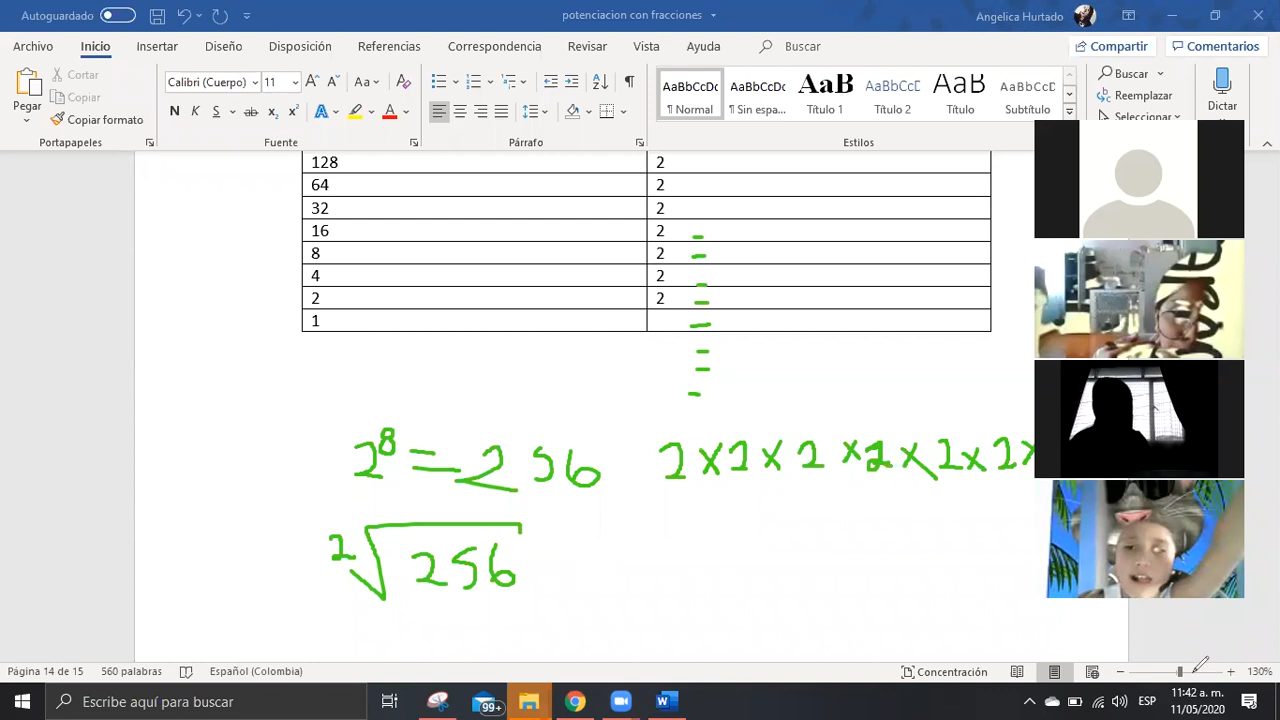 Autoguardado
potenciacion con fracciones
Angelica Hurtado
Archivo Inicio Insertar Diseño Disposición Referencias Correspondencia Revisar Vista Ayuda Buscar Compartir Comentarios
Pegar
Cortar
Copiar
Copiar formato
Portapapeles
Calibri (Cuerpo) 11
Fuente
Párrafo
AaBbCcDc AaBbCcDc AaB AaBbCcD AaBbC AaBbCcD
¶ Normal ¶ Sin espa... Título 1 Título 2 Título Subtítulo
Estilos
Buscar
Reemplazar
Seleccionar
Dictar
128 2
64 2
32 2
16 2
8 2
4 2
2 2
1
2⁸ = 256 2 x 2 x 2 x 2 x 2 x 2 x
²√256
Página 14 de 15 560 palabras Español (Colombia) Concentración 130%
Escribe aquí para buscar 99+ ESP 11:42 a. m.
11/05/2020